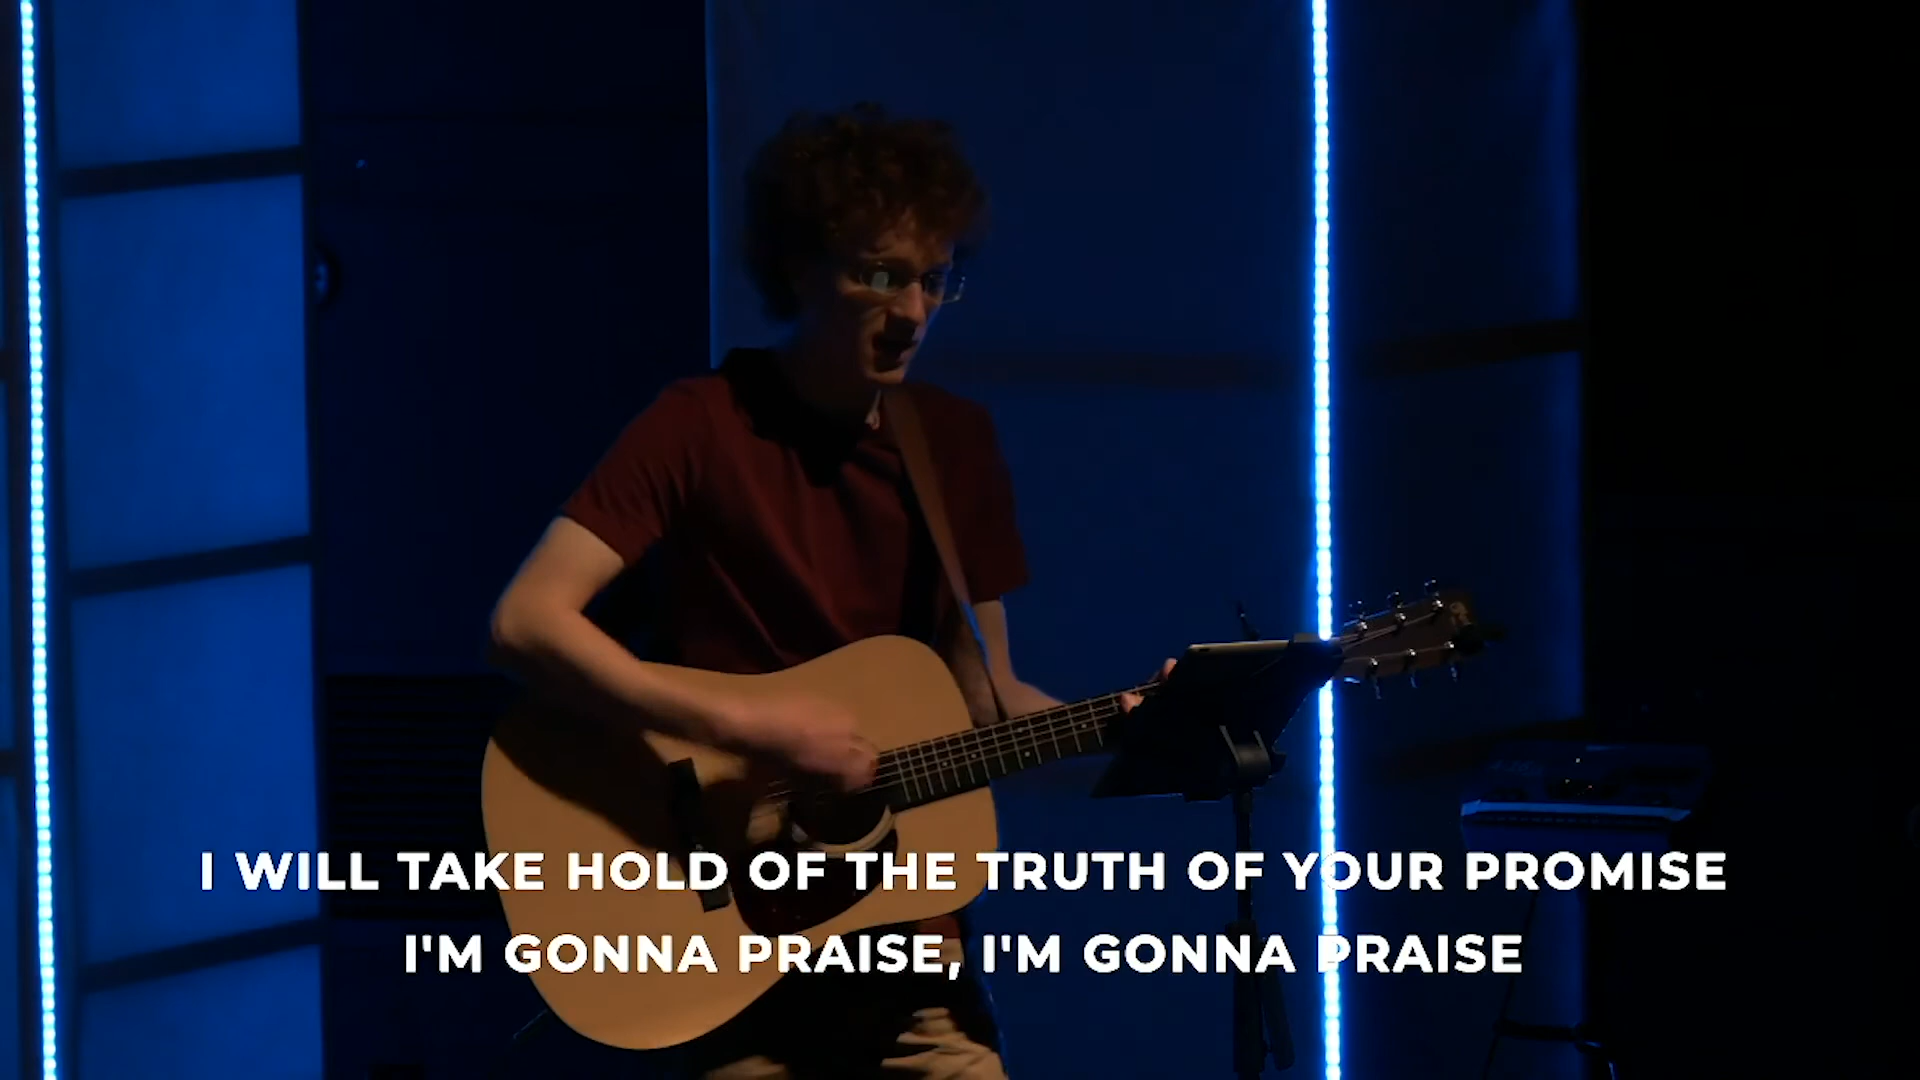 I WILL TAKE HOLD OF THE TRUTH OF YOUR PROMISE
I'M GONNA PRAISE, I'M GONNA PRAISE